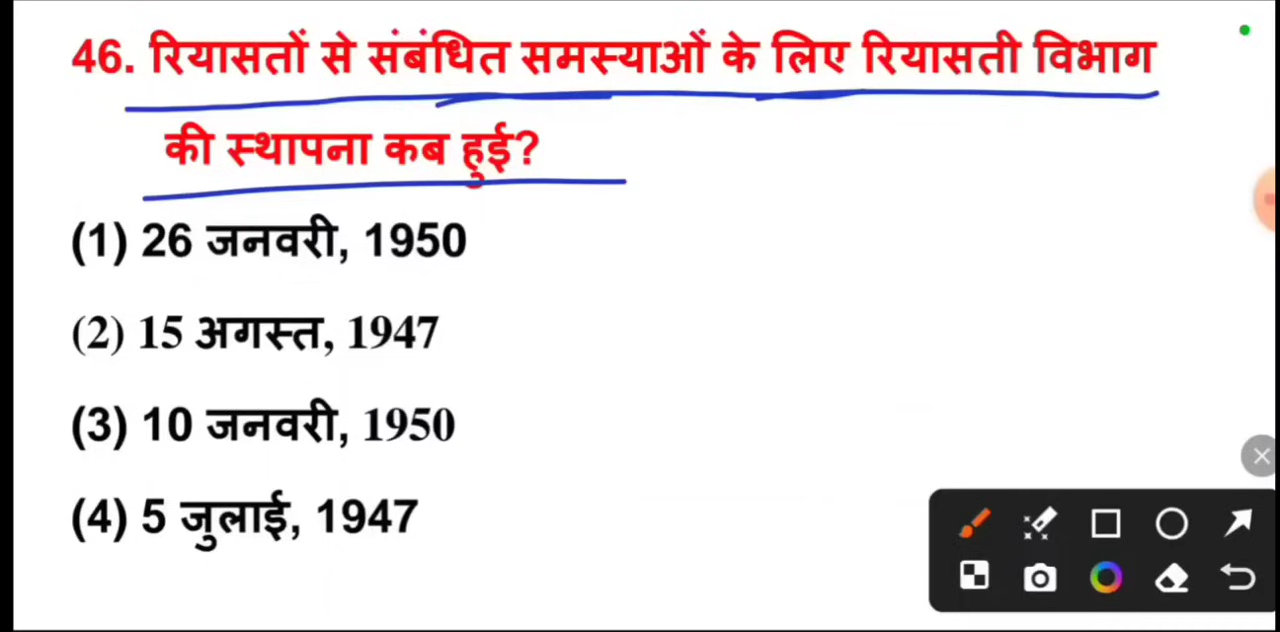 46. रियासतों से संबंधित समस्याओं के लिए रियासती विभाग
की स्थापना कब हुई?
(1) 26 जनवरी, 1950
(2) 15 अगस्त, 1947
(3) 10 जनवरी, 1950
(4) 5 जुलाई, 1947